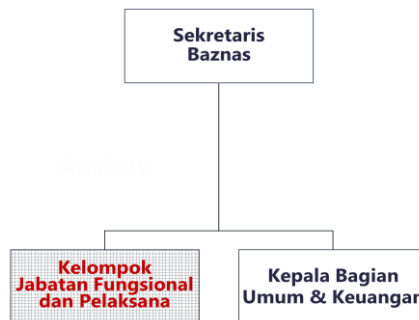 Sekretaris
Baznas
Kelompok
Jabatan Fungsional
dan Pelaksana
Kepala Bagian
Umum & Keuangan